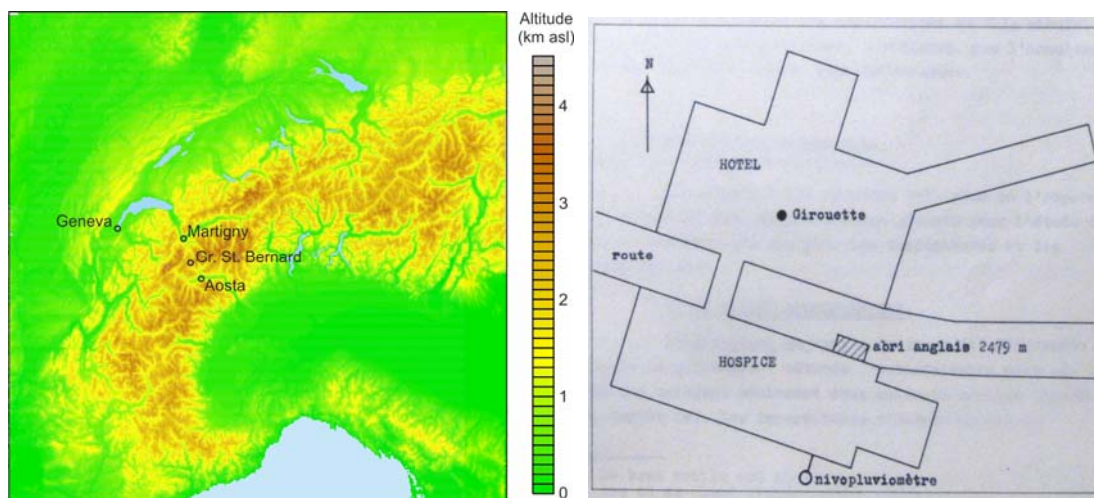 Altitude
(km asl)
4
3
2
1
0
Geneva
Martigny
Gr. St. Bernard
Aosta
N
HOTEL
Girouette
route
abri anglais 2479 m
HOSPICE
nivopluviomètre